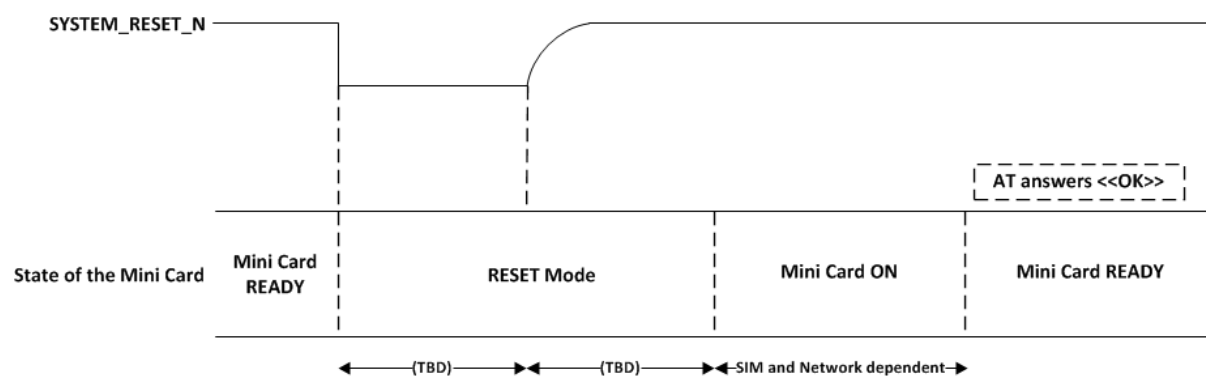 SYSTEM_RESET_N
AT answers <<OK>>
State of the Mini Card
Mini Card
READY
RESET Mode
Mini Card ON
Mini Card READY
(TBD)
(TBD)
SIM and Network dependent